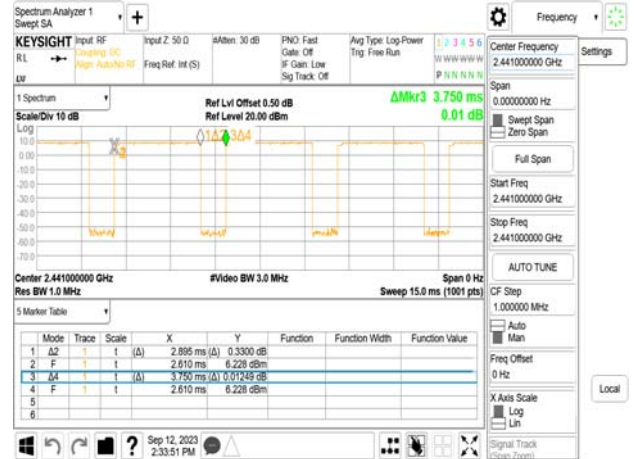 Spectrum Analyzer 1
Swept SA
Frequency
KEYSIGHT
RL
Input: RF
Coupling: DC
Align: Auto/No RF
Input Z: 50 Ω
Freq Ref: Int (S)
#Atten: 30 dB
PNO: Fast
Gate: Off
IF Gain: Low
Sig Track: Off
Avg Type: Log-Power
Trig: Free Run
1 2 3 4 5 6
W W W W W W
P N N N N N
Center Frequency
2.441000000 GHz
Settings
Span
0.00000000 Hz
Swept Span
Zero Span
Full Span
Start Freq
2.441000000 GHz
Stop Freq
2.441000000 GHz
AUTO TUNE
CF Step
1.000000 MHz
Auto
Man
Freq Offset
0 Hz
X Axis Scale
Log
Lin
Signal Track
(Span Zoom)
Local
1 Spectrum
Scale/Div 10 dB
Ref Lvl Offset 0.50 dB
Ref Level 20.00 dBm
ΔMkr3 3.750 ms
0.01 dB
Log
10.0
0.00
-10.0
-20.0
-30.0
-40.0
-50.0
-60.0
-70.0
1Δ2 3Δ4
Center 2.441000000 GHz
Res BW 1.0 MHz
#Video BW 3.0 MHz
Span 0 Hz
Sweep 15.0 ms (1001 pts)
5 Marker Table
Mode Trace Scale X Y Function Function Width Function Value
1 Δ2 1 t (Δ) 2.895 ms (Δ) 0.3300 dB
2 F 1 t 2.610 ms 6.228 dBm
3 Δ4 1 t (Δ) 3.750 ms (Δ) 0.01249 dB
4 F 1 t 2.610 ms 6.228 dBm
5
6
Sep 12, 2023
2:33:51 PM